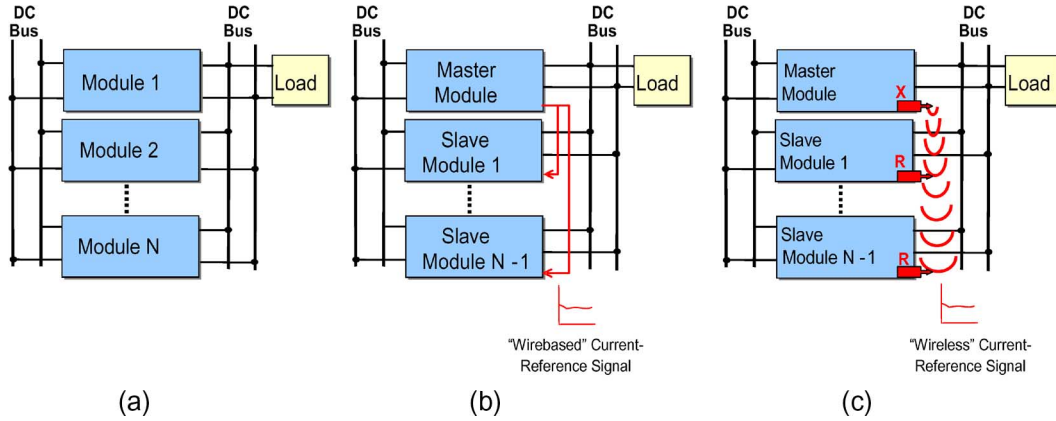 DC
Bus
DC
Bus
Module 1
Load
Module 2
Module N
(a)
DC
Bus
DC
Bus
Master
Module
Load
Slave
Module 1
Slave
Module N -1
“Wirebased” Current-
Reference Signal
(b)
DC
Bus
DC
Bus
Master
Module
X
Load
Slave
Module 1
R
Slave
Module N -1
R
“Wireless” Current-
Reference Signal
(c)